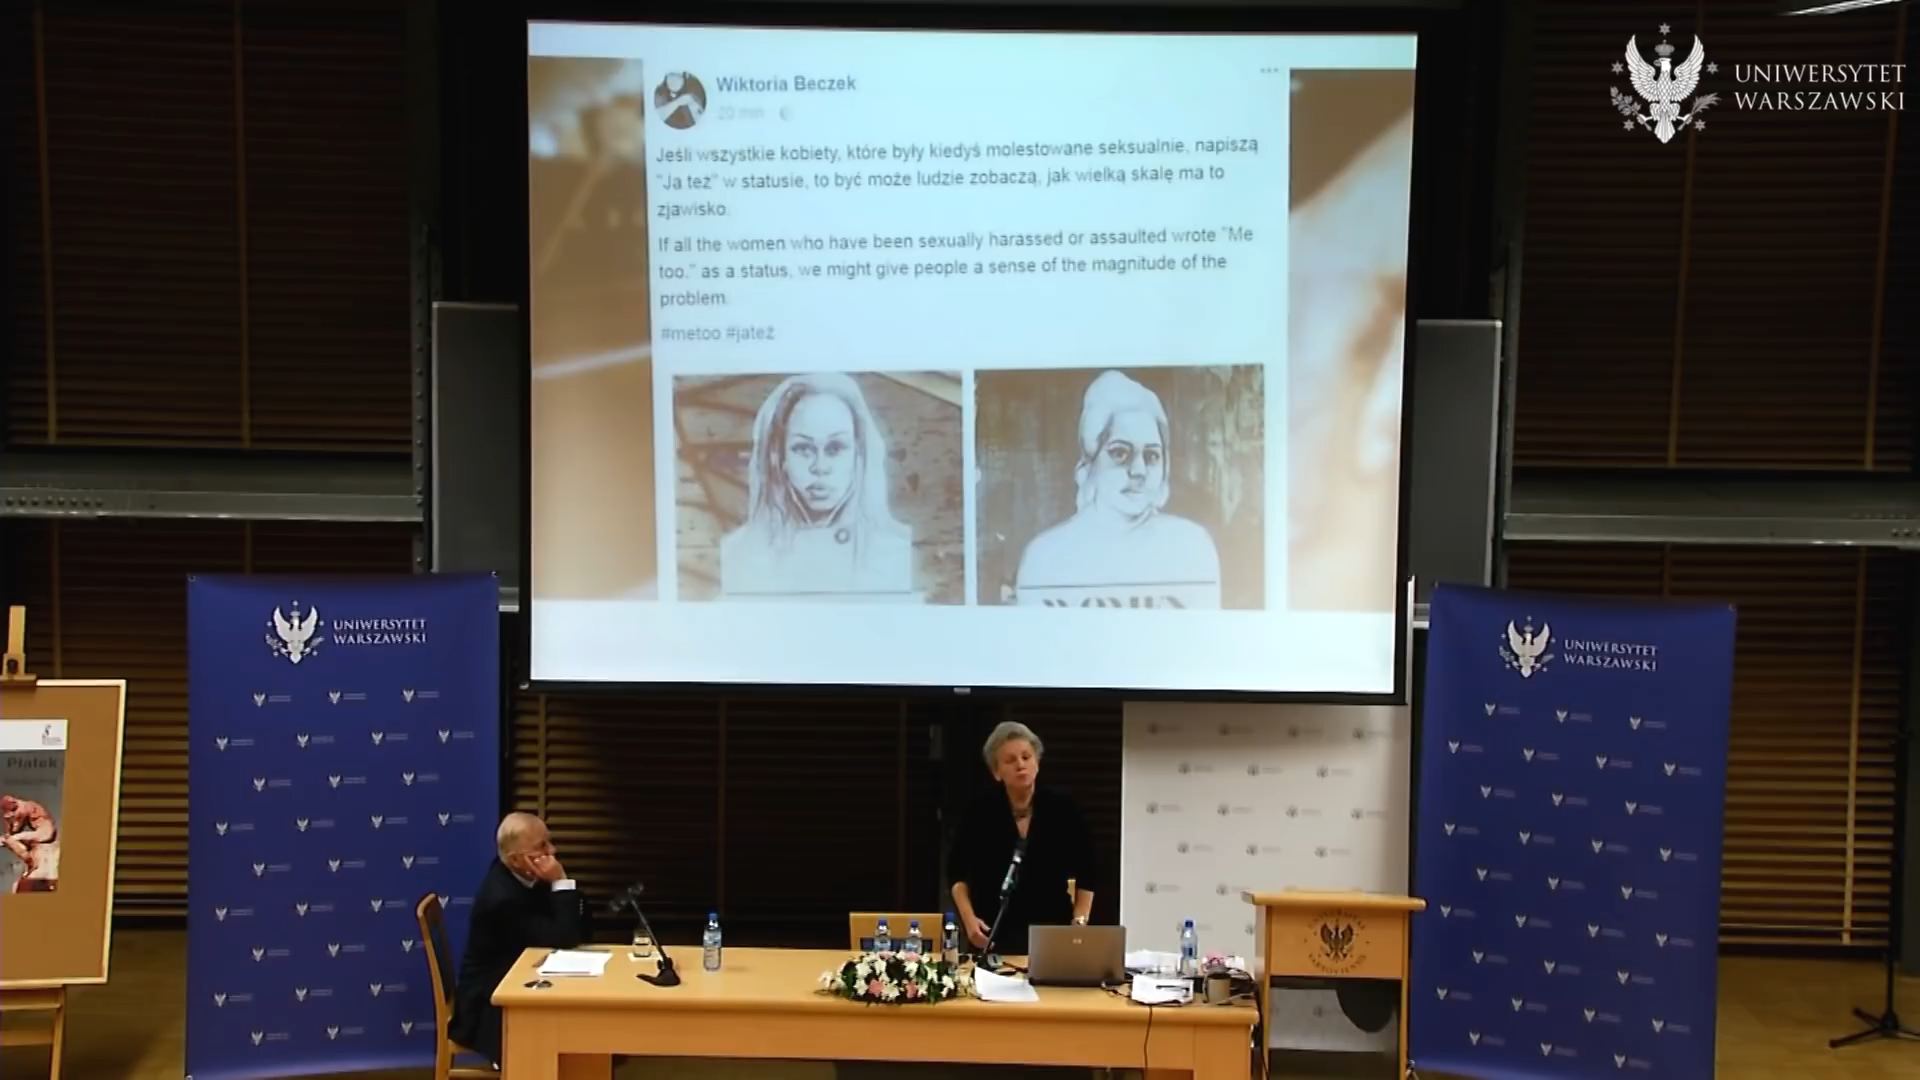 UNIWERSYTET
WARSZAWSKI
Wiktoria Beczek
20 min
Jeśli wszystkie kobiety, które były kiedyś molestowane seksualnie, napiszą
"Ja też" w statusie, to być może ludzie zobaczą, jak wielką skalę ma to
zjawisko.
If all the women who have been sexually harassed or assaulted wrote "Me
too." as a status, we might give people a sense of the magnitude of the
problem.
#metoo #jateż
UNIWERSYTET
WARSZAWSKI
UNIWERSYTET
WARSZAWSKI
Piątek